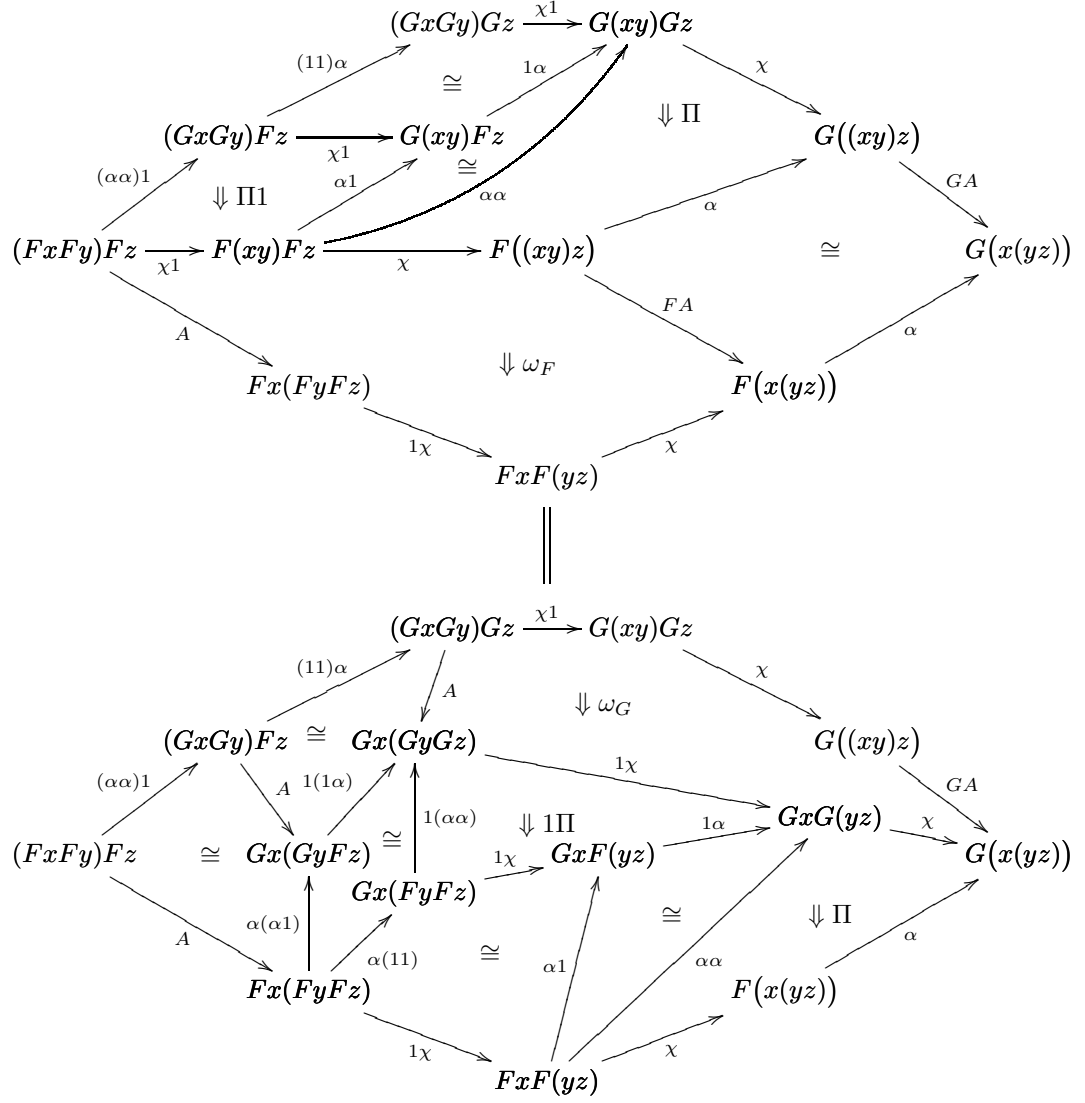 (GxGy)Gz χ1 G(xy)Gz
(11)α 1α χ
≅ ⇓ Π
(GxGy)Fz χ1 G(xy)Fz G((xy)z)
(αα)1 ⇓ Π1 α1 ≅ αα α GA
(FxFy)Fz χ1 F(xy)Fz χ F((xy)z) ≅ G(x(yz))
A FA α
⇓ ω_F
Fx(FyFz) F(x(yz))
1χ χ
FxF(yz)
(GxGy)Gz χ1 G(xy)Gz
(11)α A χ
⇓ ω_G
(GxGy)Fz ≅ Gx(GyGz) G((xy)z)
(αα)1 A 1(1α) 1χ GA
1(αα) ⇓ 1Π 1α GxG(yz) χ
(FxFy)Fz ≅ Gx(GyFz) ≅ 1χ GxF(yz) G(x(yz))
Gx(FyFz)
A α(α1) α(11) ≅ α1 ≅ αα ⇓ Π α
Fx(FyFz) F(x(yz))
1χ χ
FxF(yz)